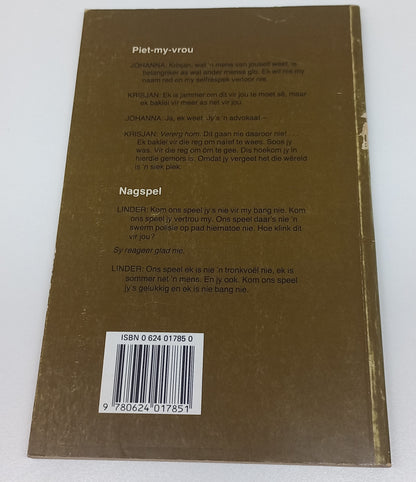 Piet-my-vrou
JOHANNA: Krisjan, wat 'n mens van jouself weet, is
belangriker as wat ander mense glo. Ek wil nie my
naam red en my selfrespek verloor nie.
KRISJAN: Ek is jammer om dit vir jou te moet sê, maar
ek baklei vir meer as net vir jou.
JOHANNA: Ja, ek weet. Jy's 'n advokaat –
KRISJAN: Vererg hom. Dit gaan nie daaroor nie! . . .
Ek baklei vir die reg om naïef te wees. Soos jy
was. Vir die reg om om te gee. Dis hoekom jy in
hierdie gemors is. Omdat jy vergeet het die wêreld
is 'n siek plek.
Nagspel
LINDER: Kom ons speel jy's nie vir my bang nie. Kom
ons speel jy vertrou my. Ons speel daar's nie 'n
swerm polisie op pad hiernatoe nie. Hoe klink dit
vir jou?
Sy reageer glad nie.
LINDER: Ons speel ek is nie 'n tronkvoël nie, ek is
sommer net 'n mens. En jy ook. Kom ons speel
jy's gelukkig en ek is nie bang nie.
ISBN 0 624 01785 0
9 780624 017851